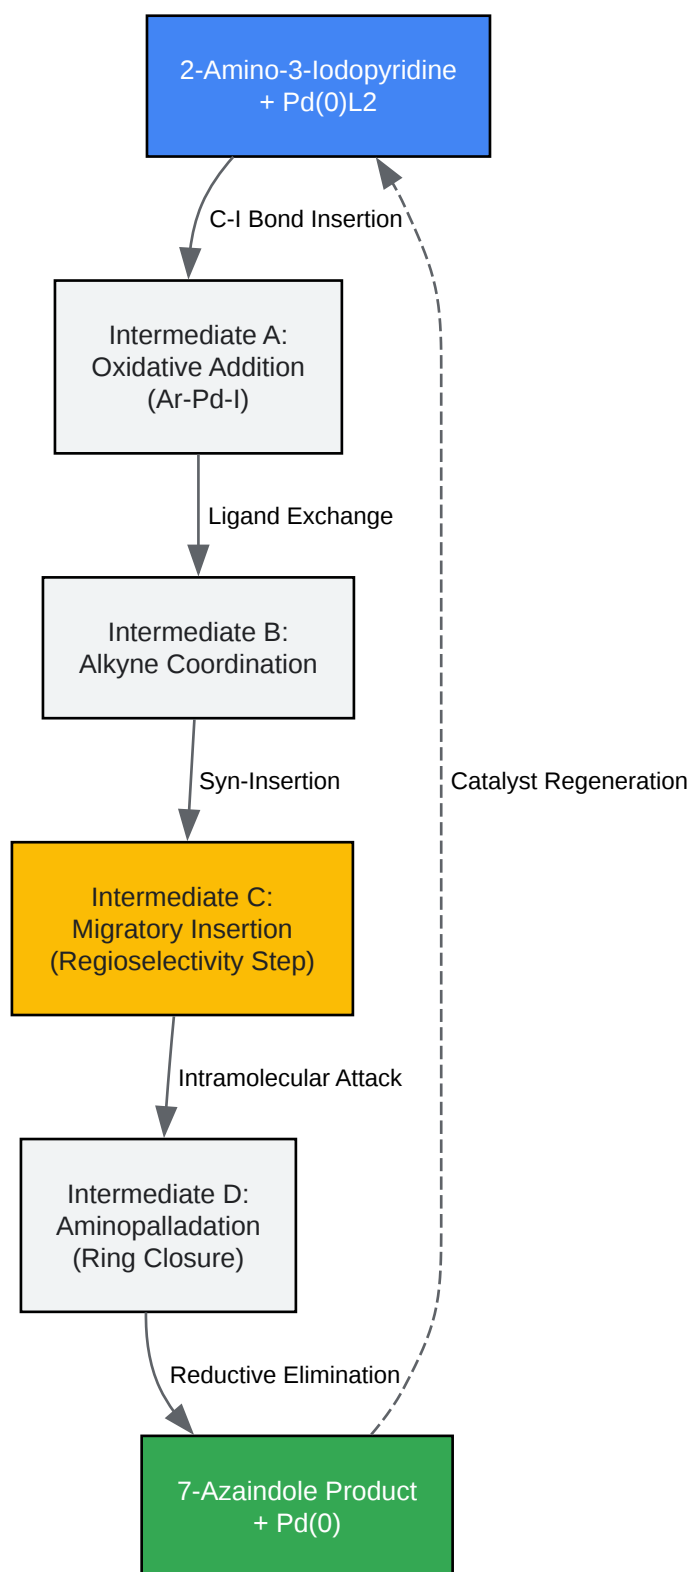 2-Amino-3-Iodopyridine
+ Pd(0)L2
C-I Bond Insertion
Intermediate A:
Oxidative Addition
(Ar-Pd-I)
Ligand Exchange
Intermediate B:
Alkyne Coordination
Syn-Insertion
Catalyst Regeneration
Intermediate C:
Migratory Insertion
(Regioselectivity Step)
Intramolecular Attack
Intermediate D:
Aminopalladation
(Ring Closure)
Reductive Elimination
7-Azaindole Product
+ Pd(0)